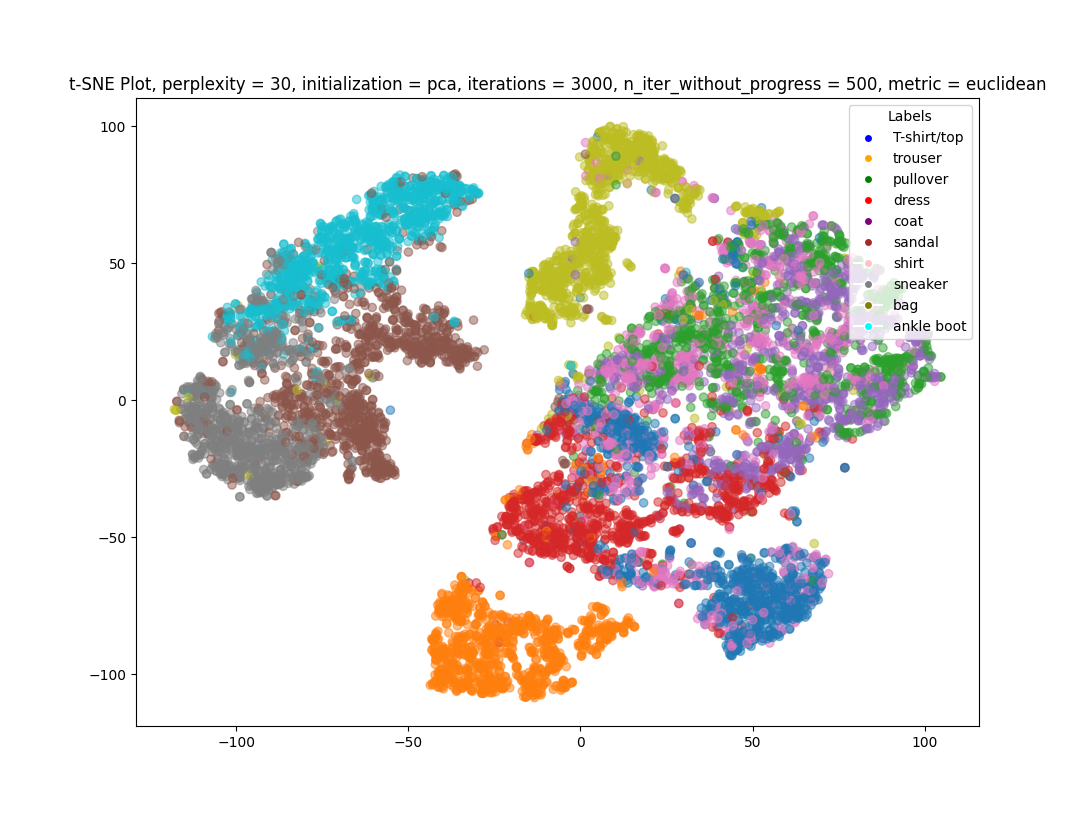 t-SNE Plot, perplexity = 30, initialization = pca, iterations = 3000, n_iter_without_progress = 500, metric = euclidean
Labels
T-shirt/top
trouser
pullover
dress
coat
sandal
shirt
sneaker
bag
ankle boot
100
50
0
−50
−100
−100 −50 0 50 100